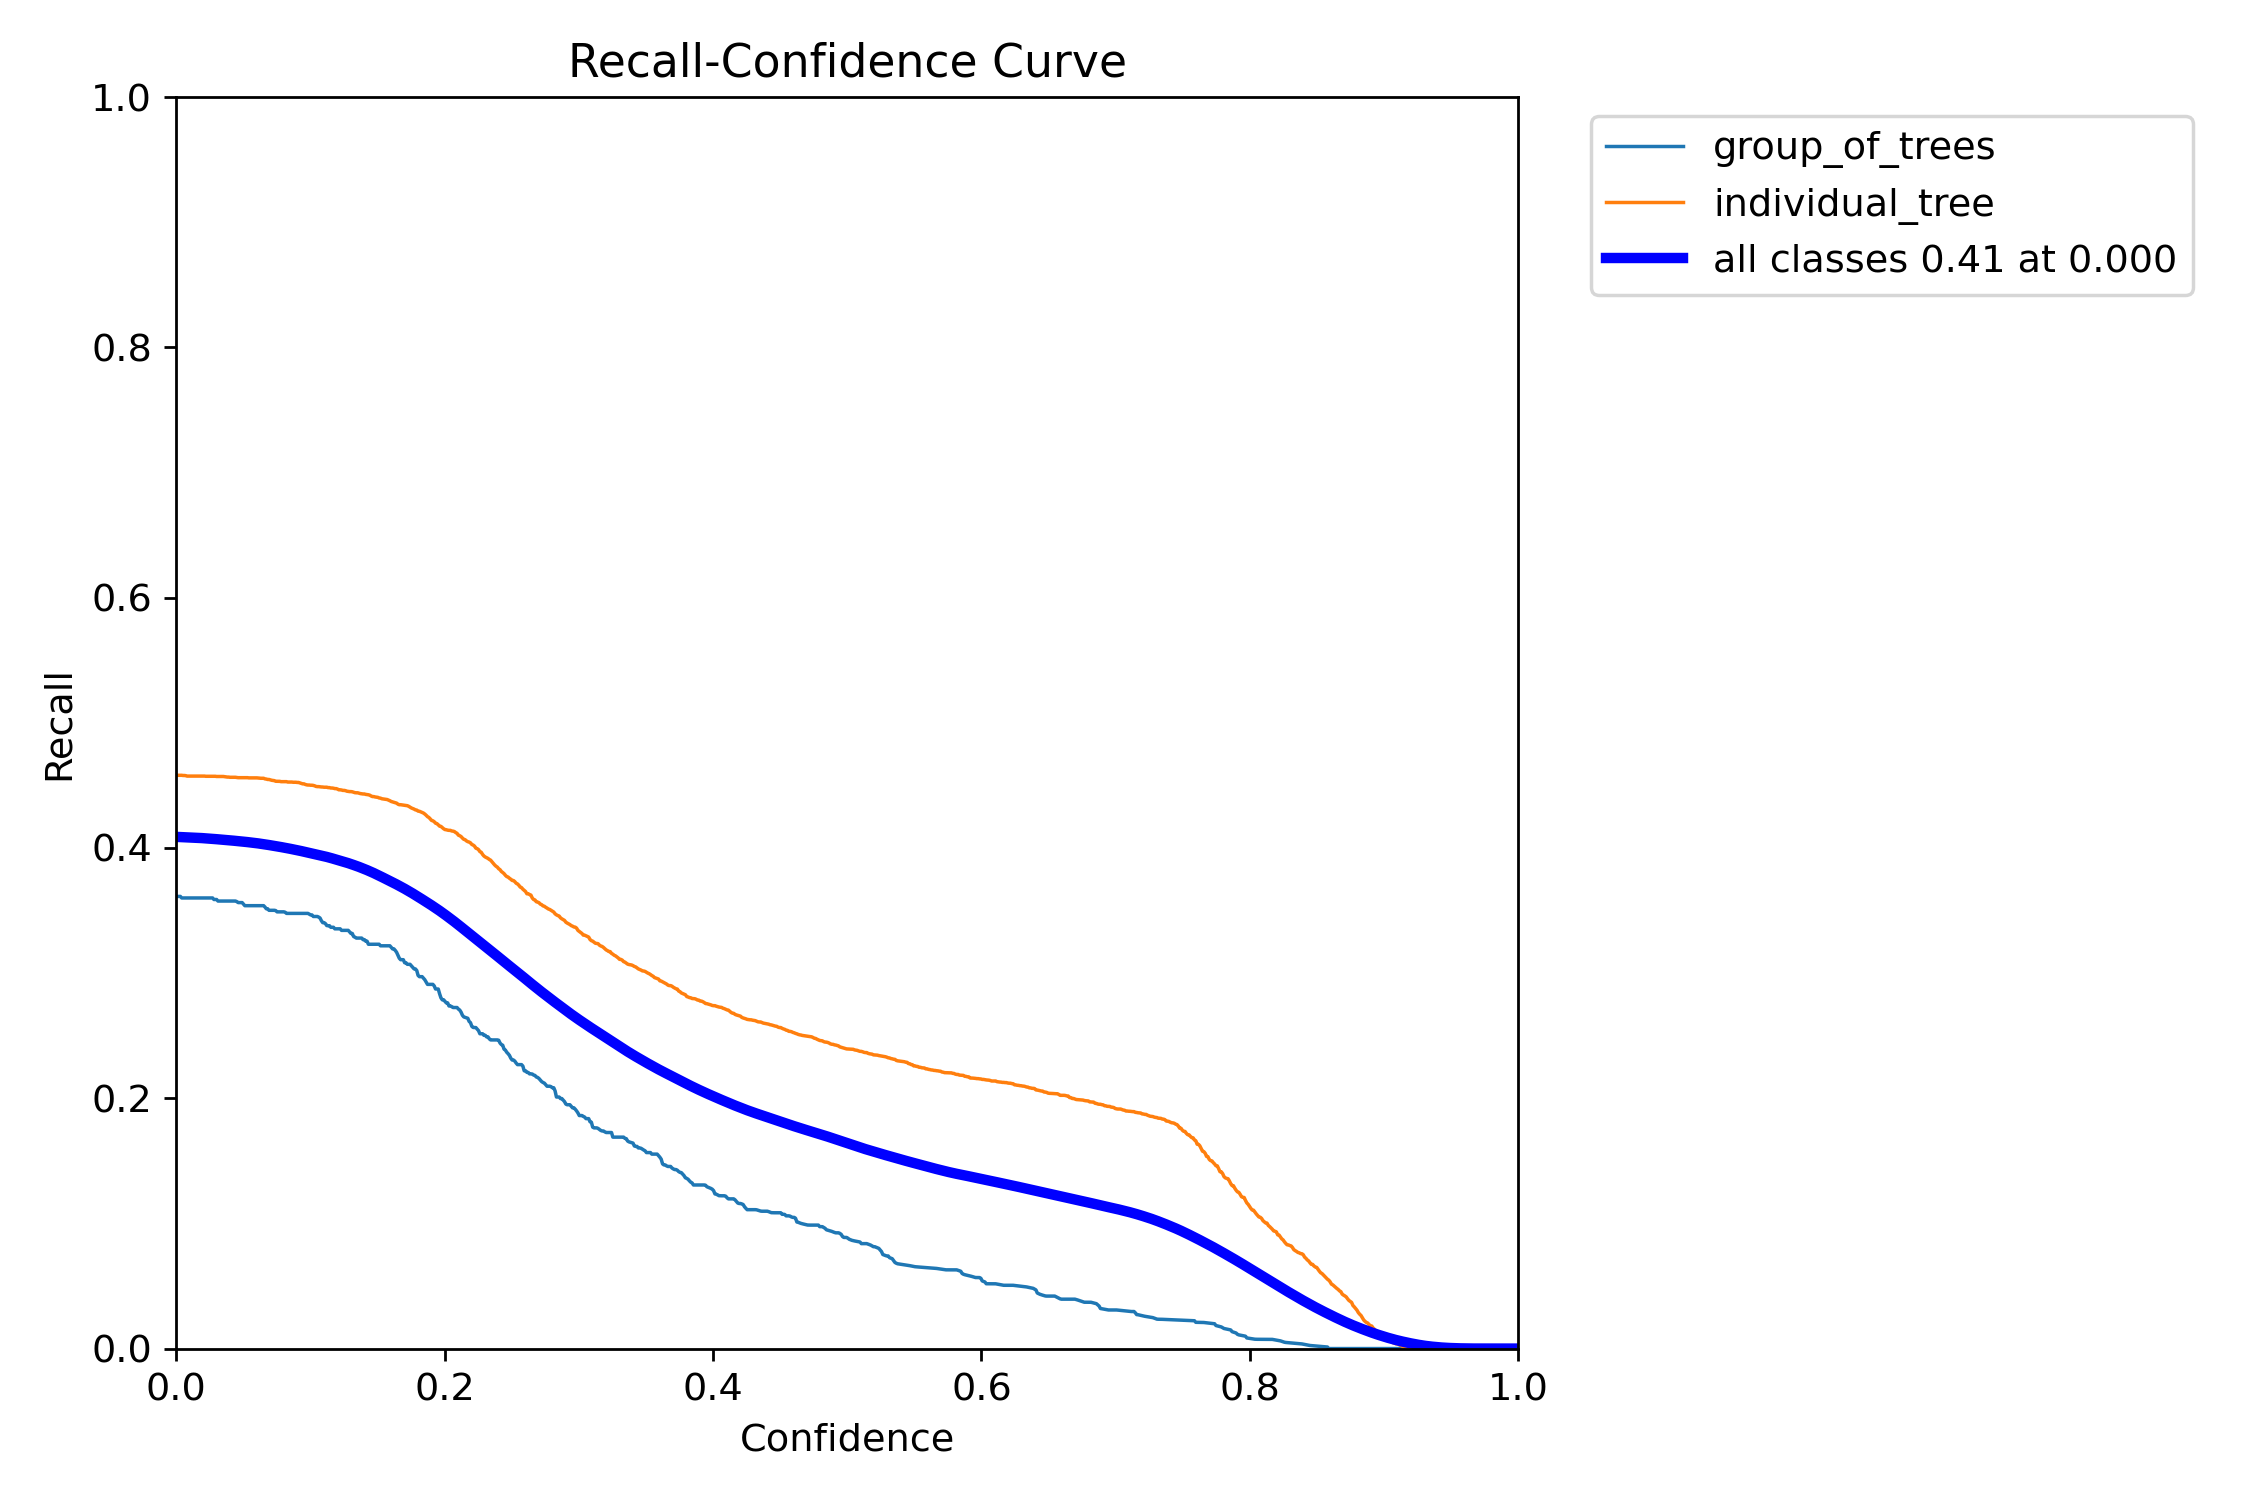 Recall-Confidence Curve
1.0
0.8
0.6
0.4
0.2
0.0
Recall
0.0 0.2 0.4 0.6 0.8 1.0
Confidence
group_of_trees
individual_tree
all classes 0.41 at 0.000